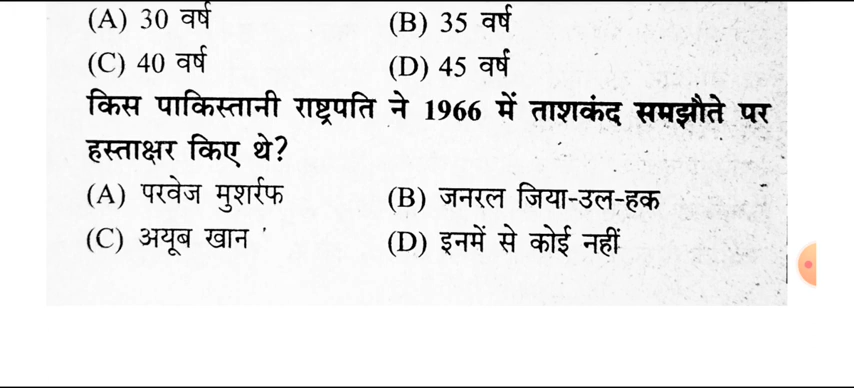 (A) 30 वर्ष (B) 35 वर्ष
(C) 40 वर्ष (D) 45 वर्ष
किस पाकिस्तानी राष्ट्रपति ने 1966 में ताशकंद समझौते पर
हस्ताक्षर किए थे?
(A) परवेज मुशर्रफ (B) जनरल जिया-उल-हक
(C) अयूब खान (D) इनमें से कोई नहीं